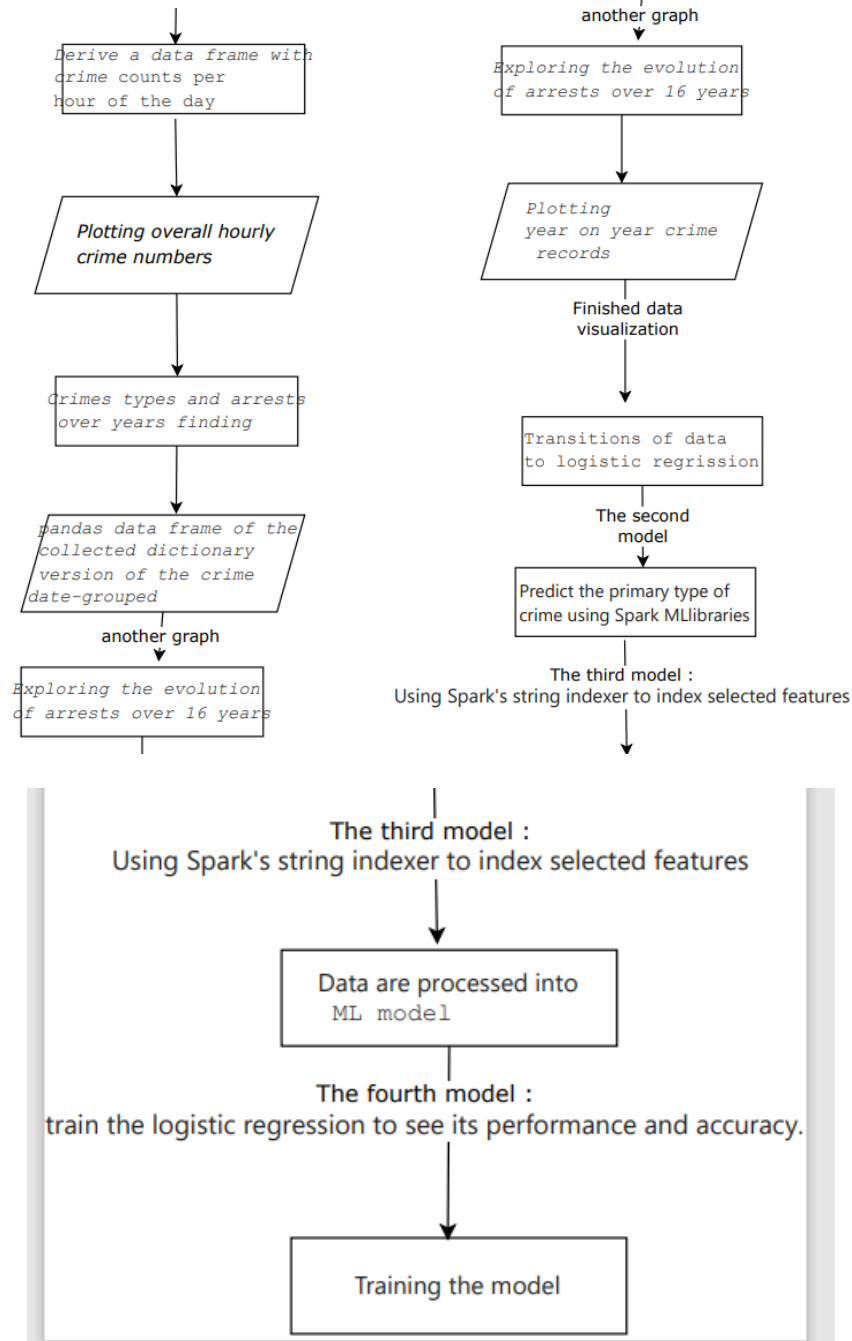 Derive a data frame with
crime counts per
hour of the day
Plotting overall hourly
crime numbers
Crimes types and arrests
over years finding
pandas data frame of the
collected dictionary
version of the crime
date-grouped
another graph
Exploring the evolution
of arrests over 16 years
another graph
Exploring the evolution
of arrests over 16 years
Plotting
year on year crime
records
Finished data
visualization
Transitions of data
to logistic regrission
The second
model
Predict the primary type of
crime using Spark MLlibraries
The third model :
Using Spark's string indexer to index selected features
The third model :
Using Spark's string indexer to index selected features
Data are processed into
ML model
The fourth model :
train the logistic regression to see its performance and accuracy.
Training the model